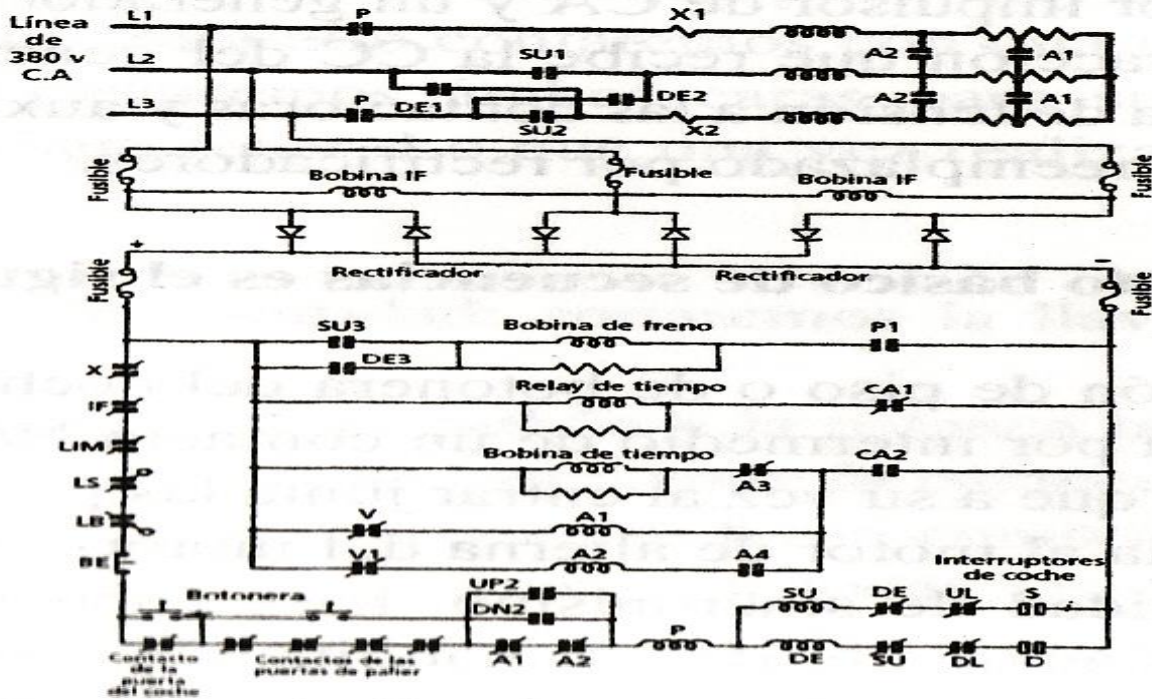 Línea de 380 v C.A
L1
P
X1
A2
A1
L2
SU1
DE1
DE2
A2
A1
L3
P
SU2
X2
Fusible
Bobina IF
Fusible
Bobina IF
Fusible
+
Rectificador
Rectificador
-
Fusible
Fusible
SU3
Bobina de freno
P1
DE3
X
Relay de tiempo
CA1
IF
LIM
Bobina de tiempo
A3
CA2
LS
V
A1
LB
V1
A2
A4
BE
Interruptores de coche
UP2
Botonera
DN2
SU
DE
UL
S
P
A1
A2
DE
SU
DL
D
Contacto de la puerta del coche
Contactos de las puertas de palier